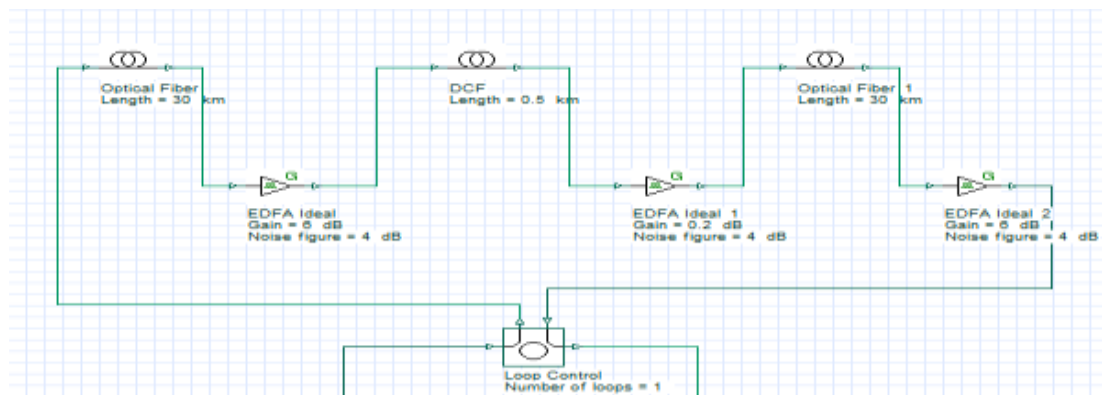 Optical Fiber
Length = 30 km
DCF
Length = 0.5 km
Optical Fiber 1
Length = 30 km
G
EDFA Ideal
Gain = 6 dB
Noise figure = 4 dB
G
EDFA Ideal 1
Gain = 0.2 dB
Noise figure = 4 dB
G
EDFA Ideal 2
Gain = 6 dB
Noise figure = 4 dB
Loop Control
Number of loops = 1